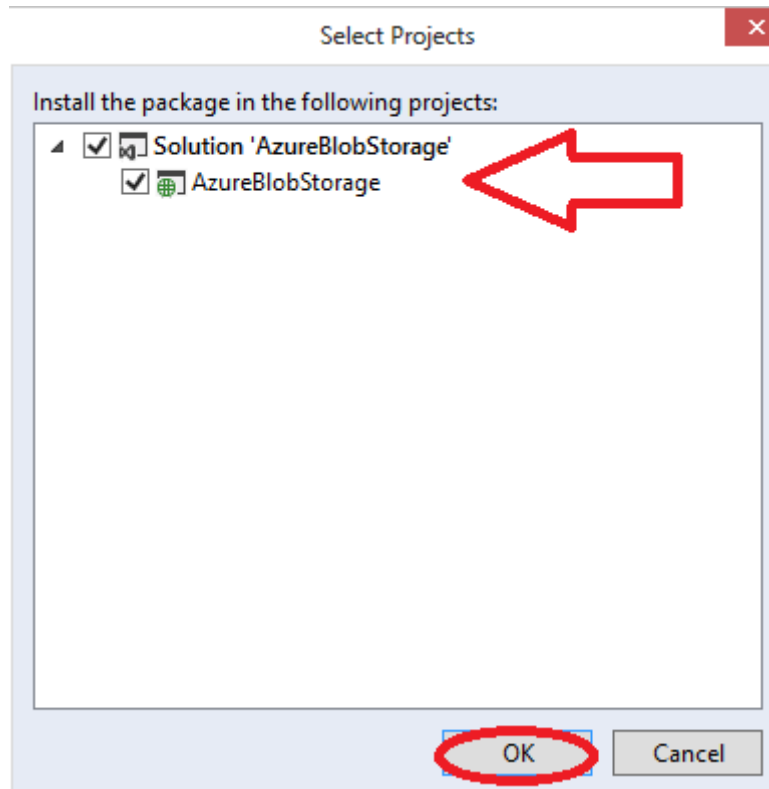 Select Projects
Install the package in the following projects:
Solution 'AzureBlobStorage'
AzureBlobStorage
OK
Cancel